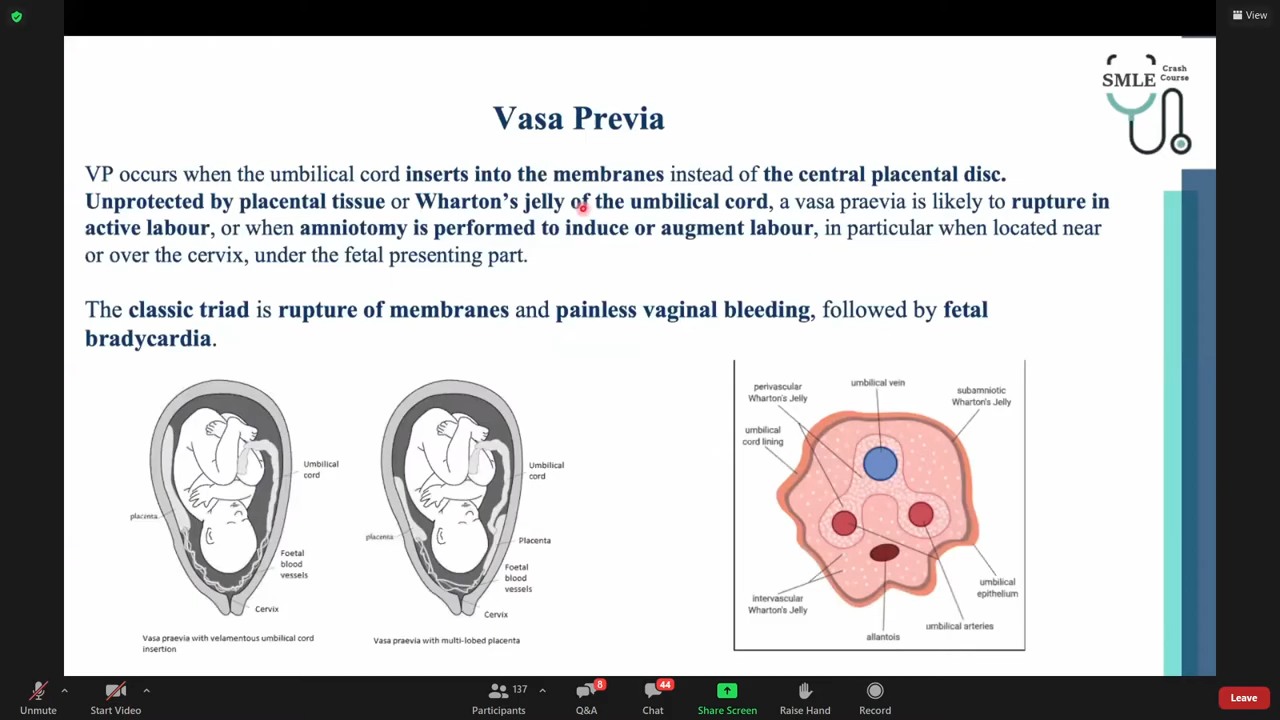 View
SMLE
Crash
Course
Vasa Previa
VP occurs when the umbilical cord inserts into the membranes instead of the central placental disc.
Unprotected by placental tissue or Wharton's jelly of the umbilical cord, a vasa praevia is likely to rupture in
active labour, or when amniotomy is performed to induce or augment labour, in particular when located near
or over the cervix, under the fetal presenting part.
The classic triad is rupture of membranes and painless vaginal bleeding, followed by fetal
bradycardia.
Umbilical
cord
placenta
Foetal
blood
vessels
Cervix
Vasa praevia with velamentous umbilical cord
insertion
Umbilical
cord
placenta
Placenta
Foetal
blood
vessels
Cervix
Vasa praevia with multi-lobed placenta
perivascular
Wharton's Jelly
umbilical vein
subamniotic
Wharton's Jelly
umbilical
cord lining
intervascular
Wharton's Jelly
allantois
umbilical arteries
umbilical
epithelium
Unmute
Start Video
137
Participants
8
Q&A
44
Chat
Share Screen
Raise Hand
Record
Leave